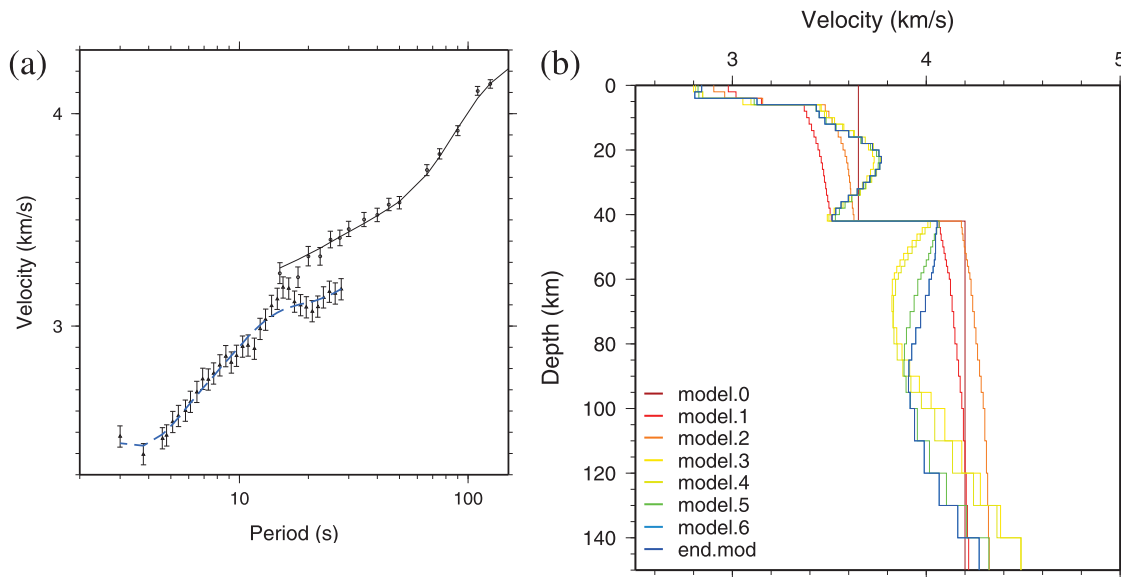 (a)
Velocity (km/s)
4
3
10
100
Period (s)
(b)
Velocity (km/s)
3
4
5
Depth (km)
0
20
40
60
80
100
120
140
model.0
model.1
model.2
model.3
model.4
model.5
model.6
end.mod